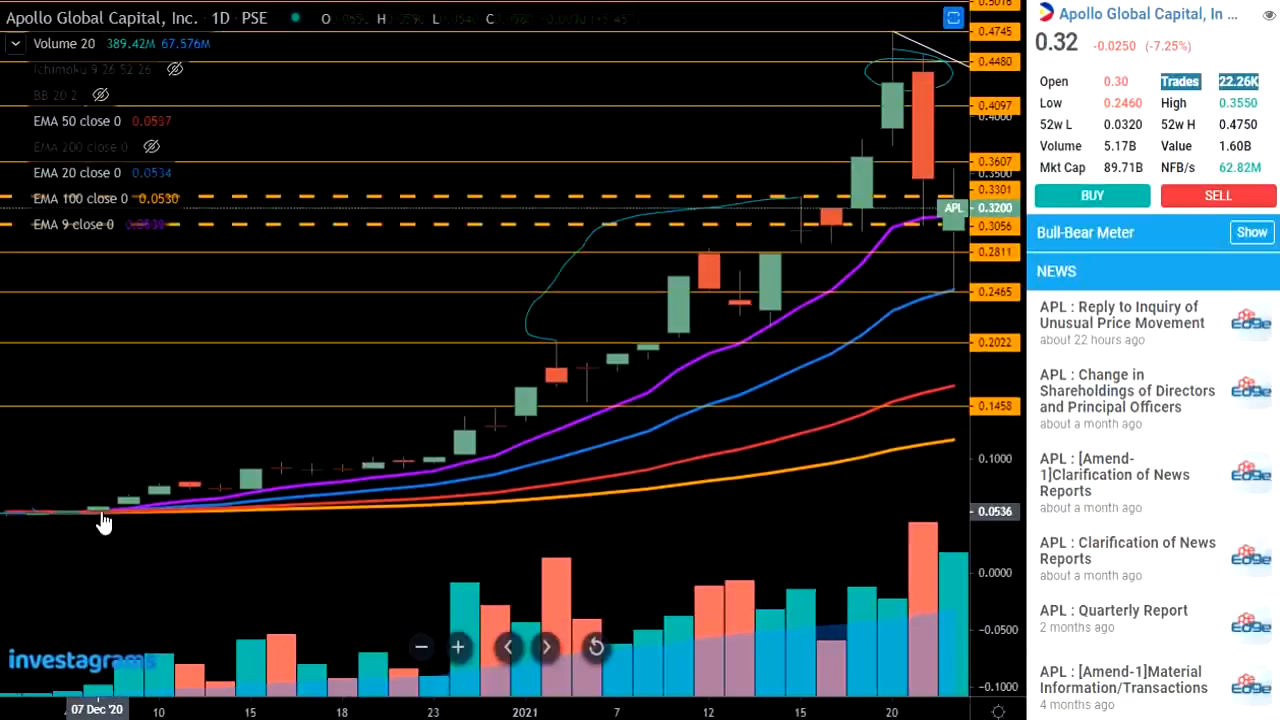 Apollo Global Capital, Inc. · 1D · PSE
O H L C
Volume 20 389.42M 67.576M
Ichimoku 9 26 52 26
BB 20 2
EMA 50 close 0 0.0537
EMA 200 close 0
EMA 20 close 0 0.0534
EMA 100 close 0 0.0530
EMA 9 close 0
0.5016
0.4745
0.4480
0.4097
0.4000
0.3607
0.3500
0.3301
APL 0.3200
0.3056
0.2811
0.2465
0.2022
0.1458
0.1000
0.0536
0.0000
-0.0500
-0.1000
investagrams
07 Dec '20 10 15 18 23 2021 7 12 15 20
Apollo Global Capital, In ...
0.32 -0.0250 (-7.25%)
Open 0.30 Trades 22.26K
Low 0.2460 High 0.3550
52w L 0.0320 52w H 0.4750
Volume 5.17B Value 1.60B
Mkt Cap 89.71B NFB/s 62.82M
BUY SELL
Bull-Bear Meter Show
NEWS
APL : Reply to Inquiry of
Unusual Price Movement
about 22 hours ago
APL : Change in
Shareholdings of Directors
and Principal Officers
about a month ago
APL : [Amend-
1]Clarification of News
Reports
about a month ago
APL : Clarification of News
Reports
about a month ago
APL : Quarterly Report
2 months ago
APL : [Amend-1]Material
Information/Transactions
4 months ago